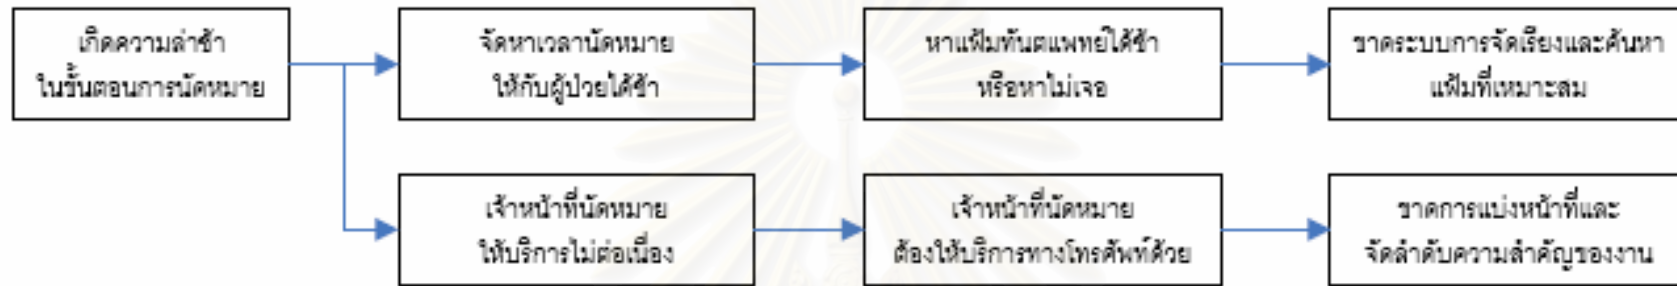 เกิดความล่าช้า
ในขั้นตอนการนัดหมาย
จัดหาเวลานัดหมาย
ให้กับผู้ป่วยได้ช้า
หาแฟ้มทันตแพทย์ได้ช้า
หรือหาไม่เจอ
ขาดระบบการจัดเรียงและค้นหา
แฟ้มที่เหมาะสม
เจ้าหน้าที่นัดหมาย
ให้บริการไม่ต่อเนื่อง
เจ้าหน้าที่นัดหมาย
ต้องให้บริการทางโทรศัพท์ด้วย
ขาดการแบ่งหน้าที่และ
จัดลำดับความสำคัญของงาน